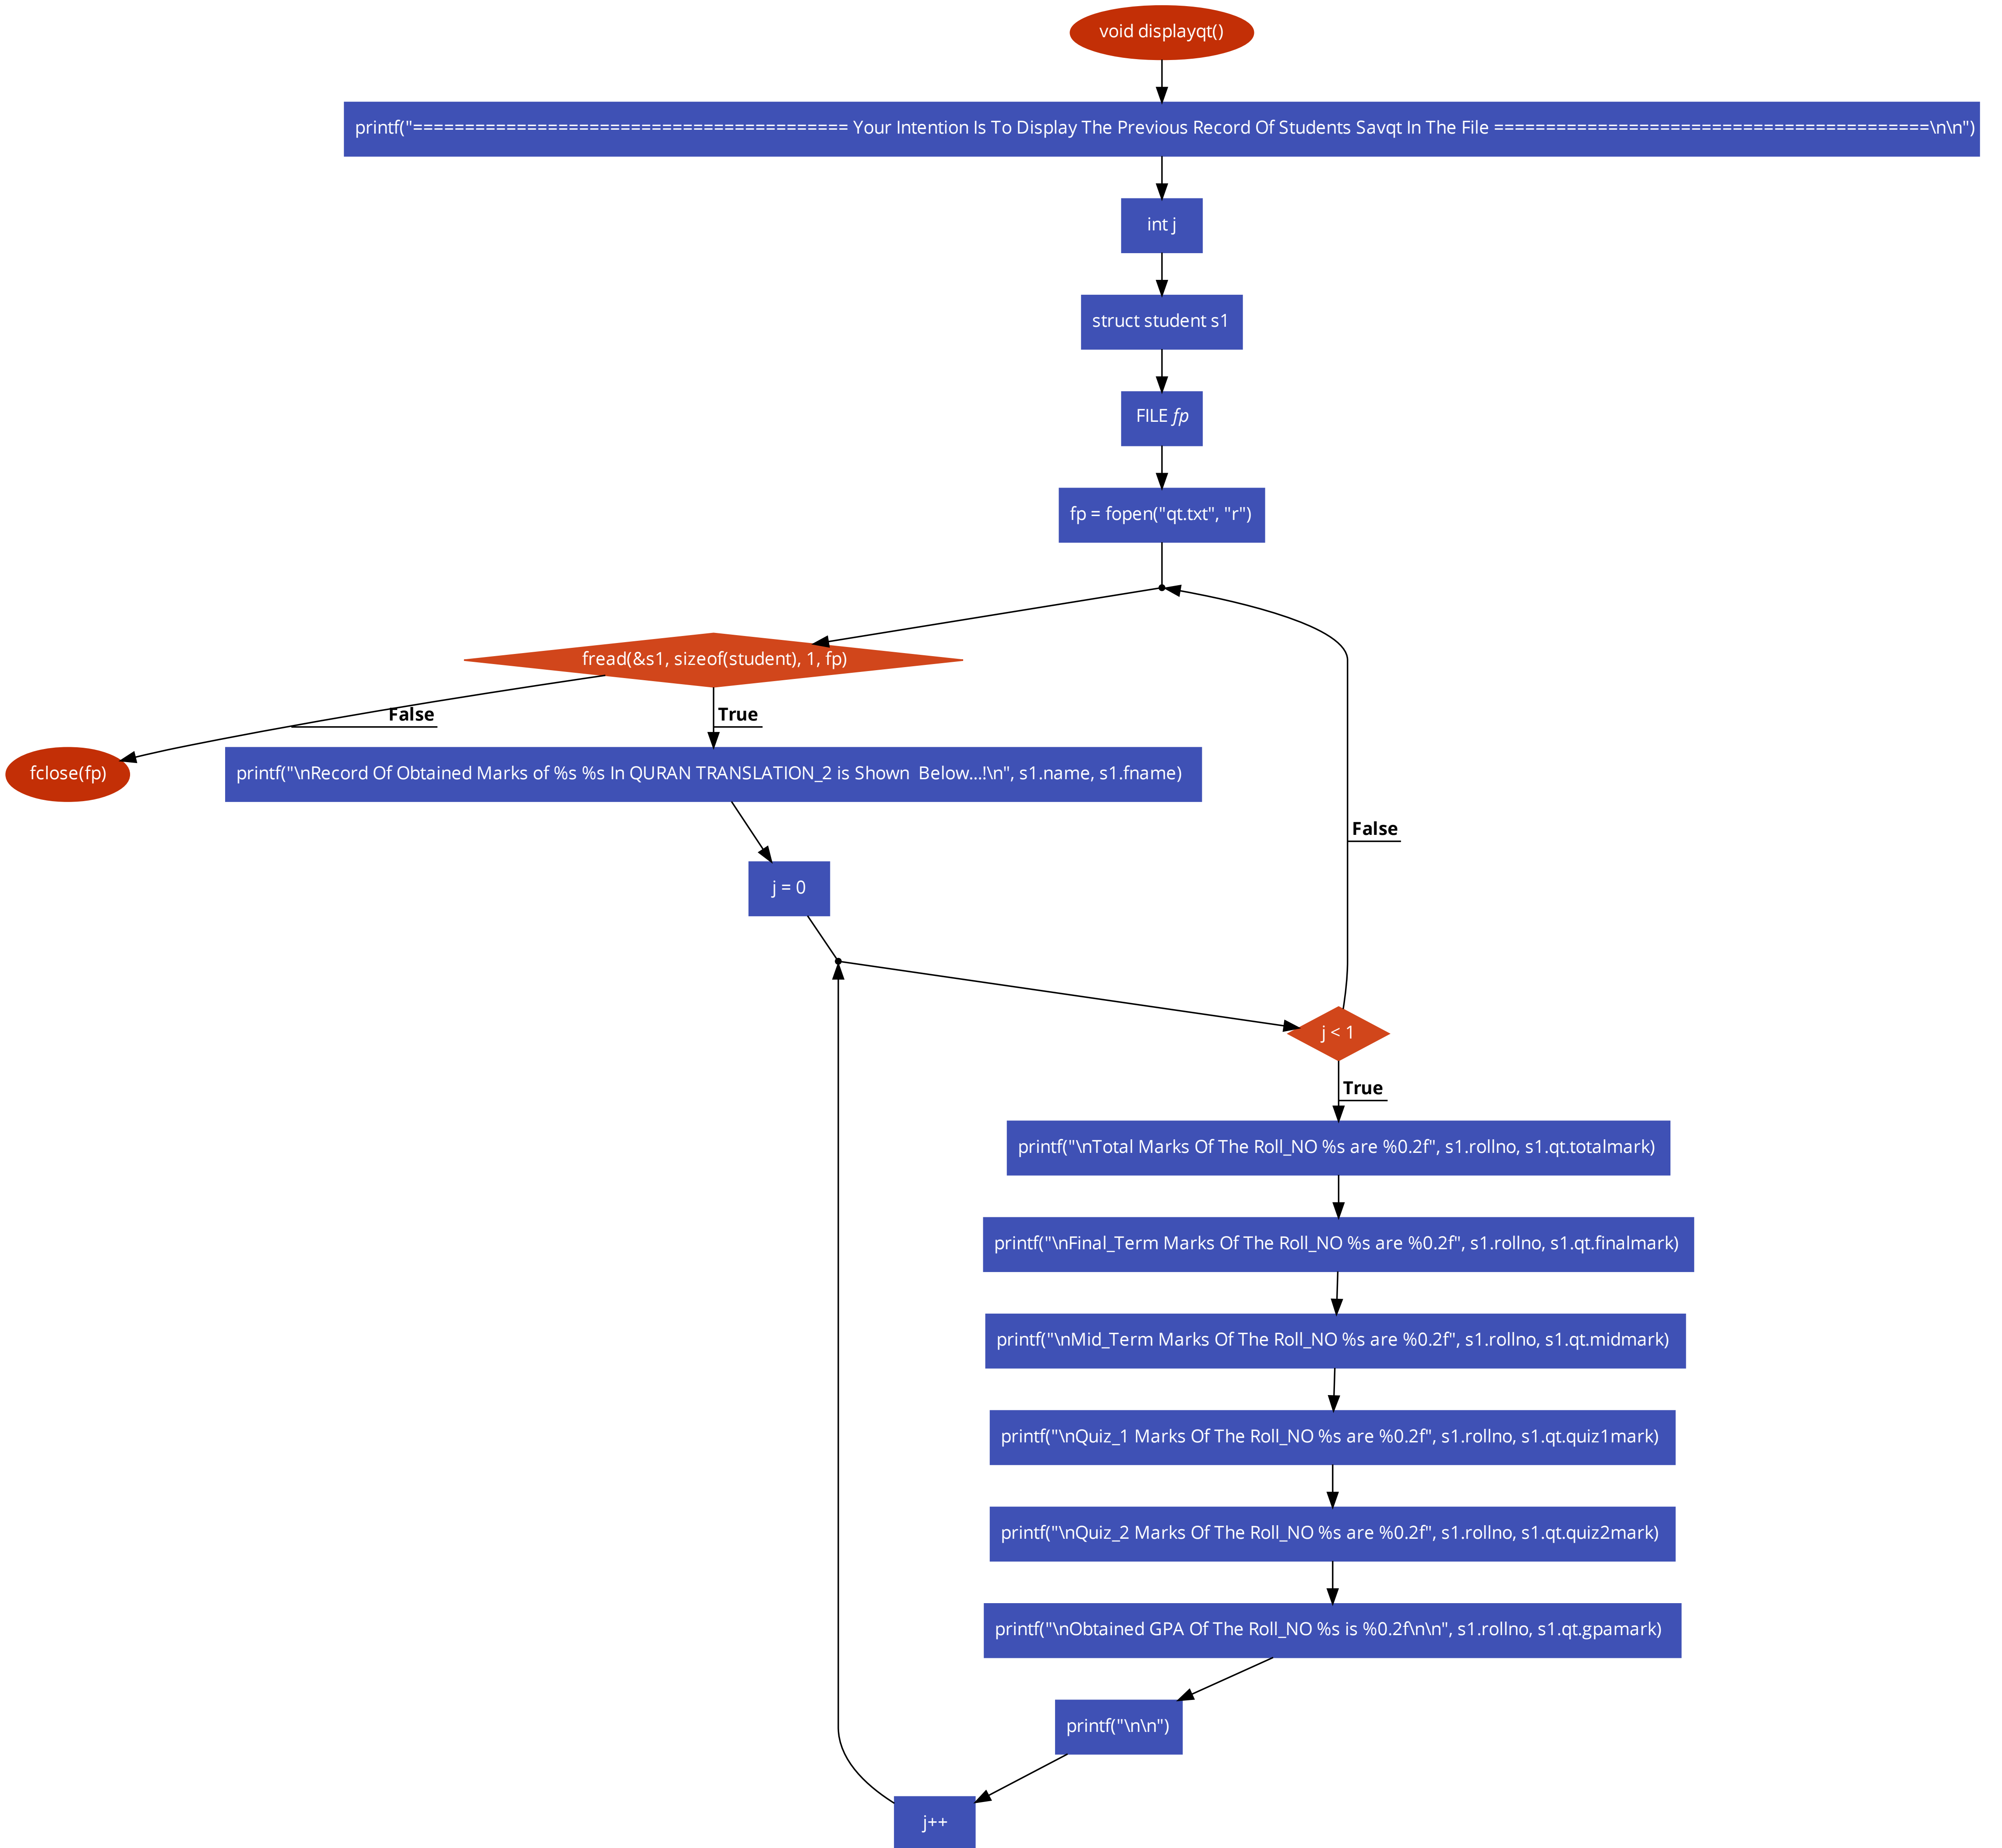 void displayqt()
printf("========================================== Your Intention Is To Display The Previous Record Of Students Savqt In The File ==========================================\n\n")
int j
struct student s1
FILE fp
fp = fopen("qt.txt", "r")
fread(&s1, sizeof(student), 1, fp)
False
True
fclose(fp)
printf("\nRecord Of Obtained Marks of %s %s In QURAN TRANSLATION_2 is Shown  Below...!\n", s1.name, s1.fname)
False
j = 0
j < 1
True
printf("\nTotal Marks Of The Roll_NO %s are %0.2f", s1.rollno, s1.qt.totalmark)
printf("\nFinal_Term Marks Of The Roll_NO %s are %0.2f", s1.rollno, s1.qt.finalmark)
printf("\nMid_Term Marks Of The Roll_NO %s are %0.2f", s1.rollno, s1.qt.midmark)
printf("\nQuiz_1 Marks Of The Roll_NO %s are %0.2f", s1.rollno, s1.qt.quiz1mark)
printf("\nQuiz_2 Marks Of The Roll_NO %s are %0.2f", s1.rollno, s1.qt.quiz2mark)
printf("\nObtained GPA Of The Roll_NO %s is %0.2f\n\n", s1.rollno, s1.qt.gpamark)
printf("\n\n")
j++